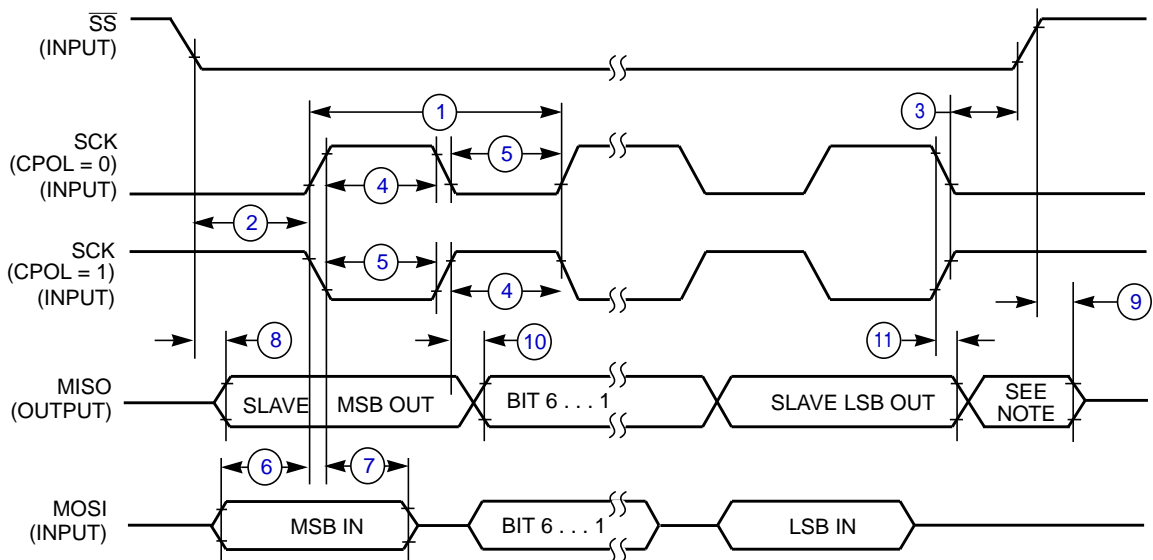 SS
(INPUT)
1
3
SCK
(CPOL = 0)
(INPUT)
5
4
2
SCK
(CPOL = 1)
(INPUT)
5
4
9
8
10
11
MISO
(OUTPUT)
SLAVE MSB OUT
BIT 6 . . . 1
SLAVE LSB OUT
SEE
NOTE
6
7
MOSI
(INPUT)
MSB IN
BIT 6 . . . 1
LSB IN